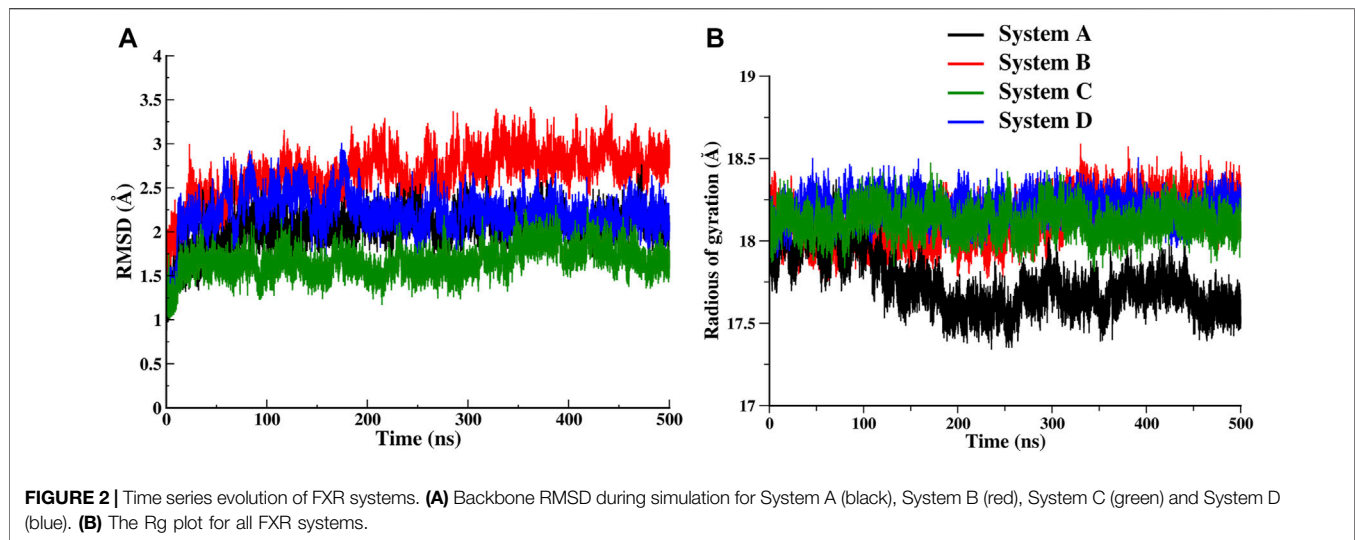 A
4
3.5
3
2.5
2
1.5
1
0.5
0
RMSD (Å)
0 100 200 300 400 500
Time (ns)
B
System A
System B
System C
System D
19
18.5
18
17.5
17
Radious of gyration (Å)
0 100 200 300 400 500
Time (ns)
FIGURE 2 | Time series evolution of FXR systems. (A) Backbone RMSD during simulation for System A (black), System B (red), System C (green) and System D
(blue). (B) The Rg plot for all FXR systems.